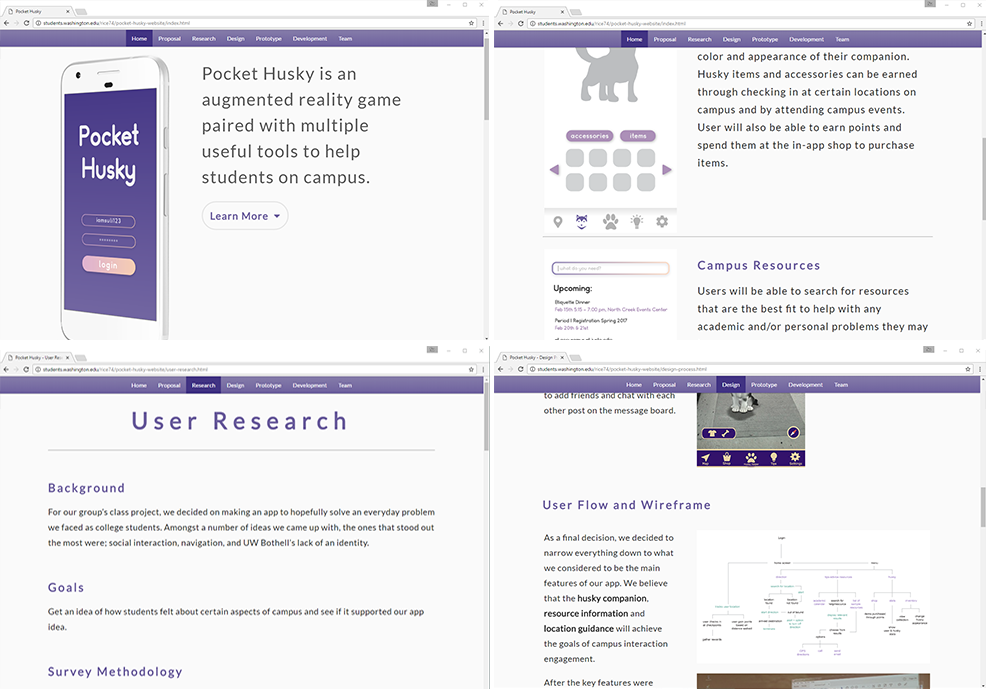 Pocket Husky
students.washington.edu/rice74/pocket-husky-website/index.html
Home Proposal Research Design Prototype Development Team
Pocket
Husky
iamauli123
********
login
Pocket Husky is an
augmented reality game
paired with multiple
useful tools to help
students on campus.
Learn More
Pocket Husky
students.washington.edu/rice74/pocket-husky-website/index.html
Home Proposal Research Design Prototype Development Team
accessories items
color and appearance of their companion.
Husky items and accessories can be earned
through checking in at certain locations on
campus and by attending campus events.
User will also be able to earn points and
spend them at the in-app shop to purchase
items.
what do you need?
Upcoming:
Etiquette Dinner
Feb 15th 5:15 - 7:00 pm, North Creek Events Center
Period I Registration Spring 2017
Feb 20th & 21st
Campus Resources
Users will be able to search for resources
that are the best fit to help with any
academic and/or personal problems they may
Pocket Husky - User Res
students.washington.edu/rice74/pocket-husky-website/user-research.html
Home Proposal Research Design Prototype Development Team
User Research
Background
For our group's class project, we decided on making an app to hopefully solve an everyday problem
we faced as college students. Amongst a number of ideas we came up with, the ones that stood out
the most were; social interaction, navigation, and UW Bothell's lack of an identity.
Goals
Get an idea of how students felt about certain aspects of campus and see if it supported our app
idea.
Survey Methodology
Pocket Husky - Design P
students.washington.edu/rice74/pocket-husky-website/design-process.html
Home Proposal Research Design Prototype Development Team
to add friends and chat with each
other post on the message board.
User Flow and Wireframe
As a final decision, we decided to
narrow everything down to what
we considered to be the main
features of our app. We believe
that the husky companion,
resource information and
location guidance will achieve
the goals of campus interaction
engagement.
After the key features were